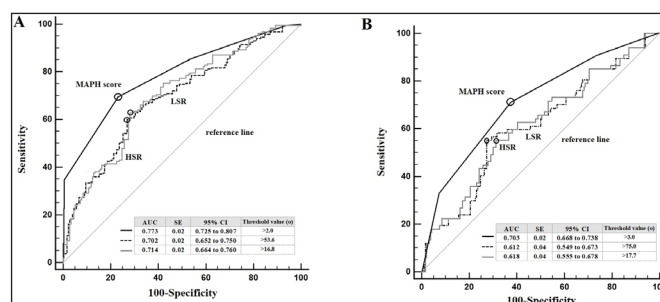 A
Sensitivity
100
80
60
40
20
0
MAPH score
LSR
HSR
reference line
AUC SE 95% CI Threshold value (o)
0.773 0.02 0.725 to 0.807 >2.0
0.702 0.02 0.652 to 0.750 >53.6
0.714 0.02 0.664 to 0.760 >16.8
0 20 40 60 80 100
100-Specificity
B
Sensitivity
100
80
60
40
20
0
MAPH score
LSR
HSR
reference line
AUC SE 95% CI Threshold value (o)
0.703 0.02 0.668 to 0.738 >3.0
0.612 0.04 0.549 to 0.673 >75.0
0.618 0.04 0.555 to 0.678 >17.7
0 20 40 60 80 100
100-Specificity